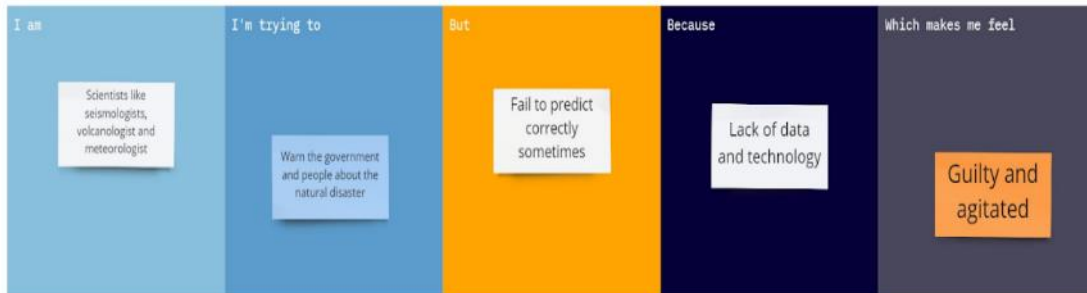 I am
Scientists like
seismologists,
volcanologist and
meteorologist
I'm trying to
Warn the government
and people about the
natural disaster
But
Fail to predict
correctly
sometimes
Because
Lack of data
and technology
Which makes me feel
Guilty and
agitated